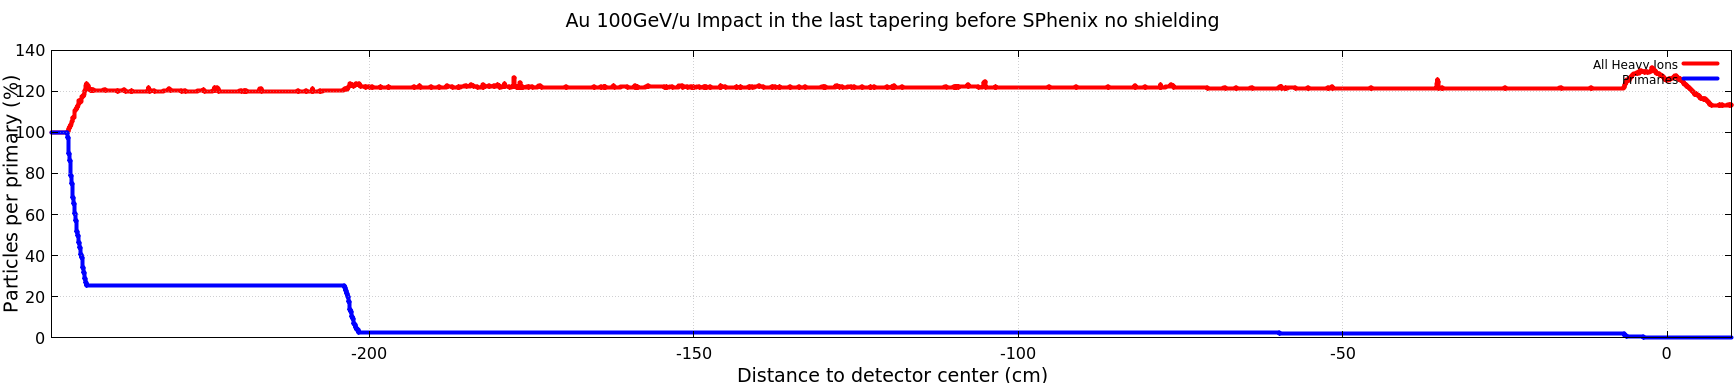 Au 100GeV/u Impact in the last tapering before SPhenix no shielding
Particles per primary (%)
140
120
100
80
60
40
20
0
All Heavy Ions
Primaries
-200
-150
-100
-50
0
Distance to detector center (cm)